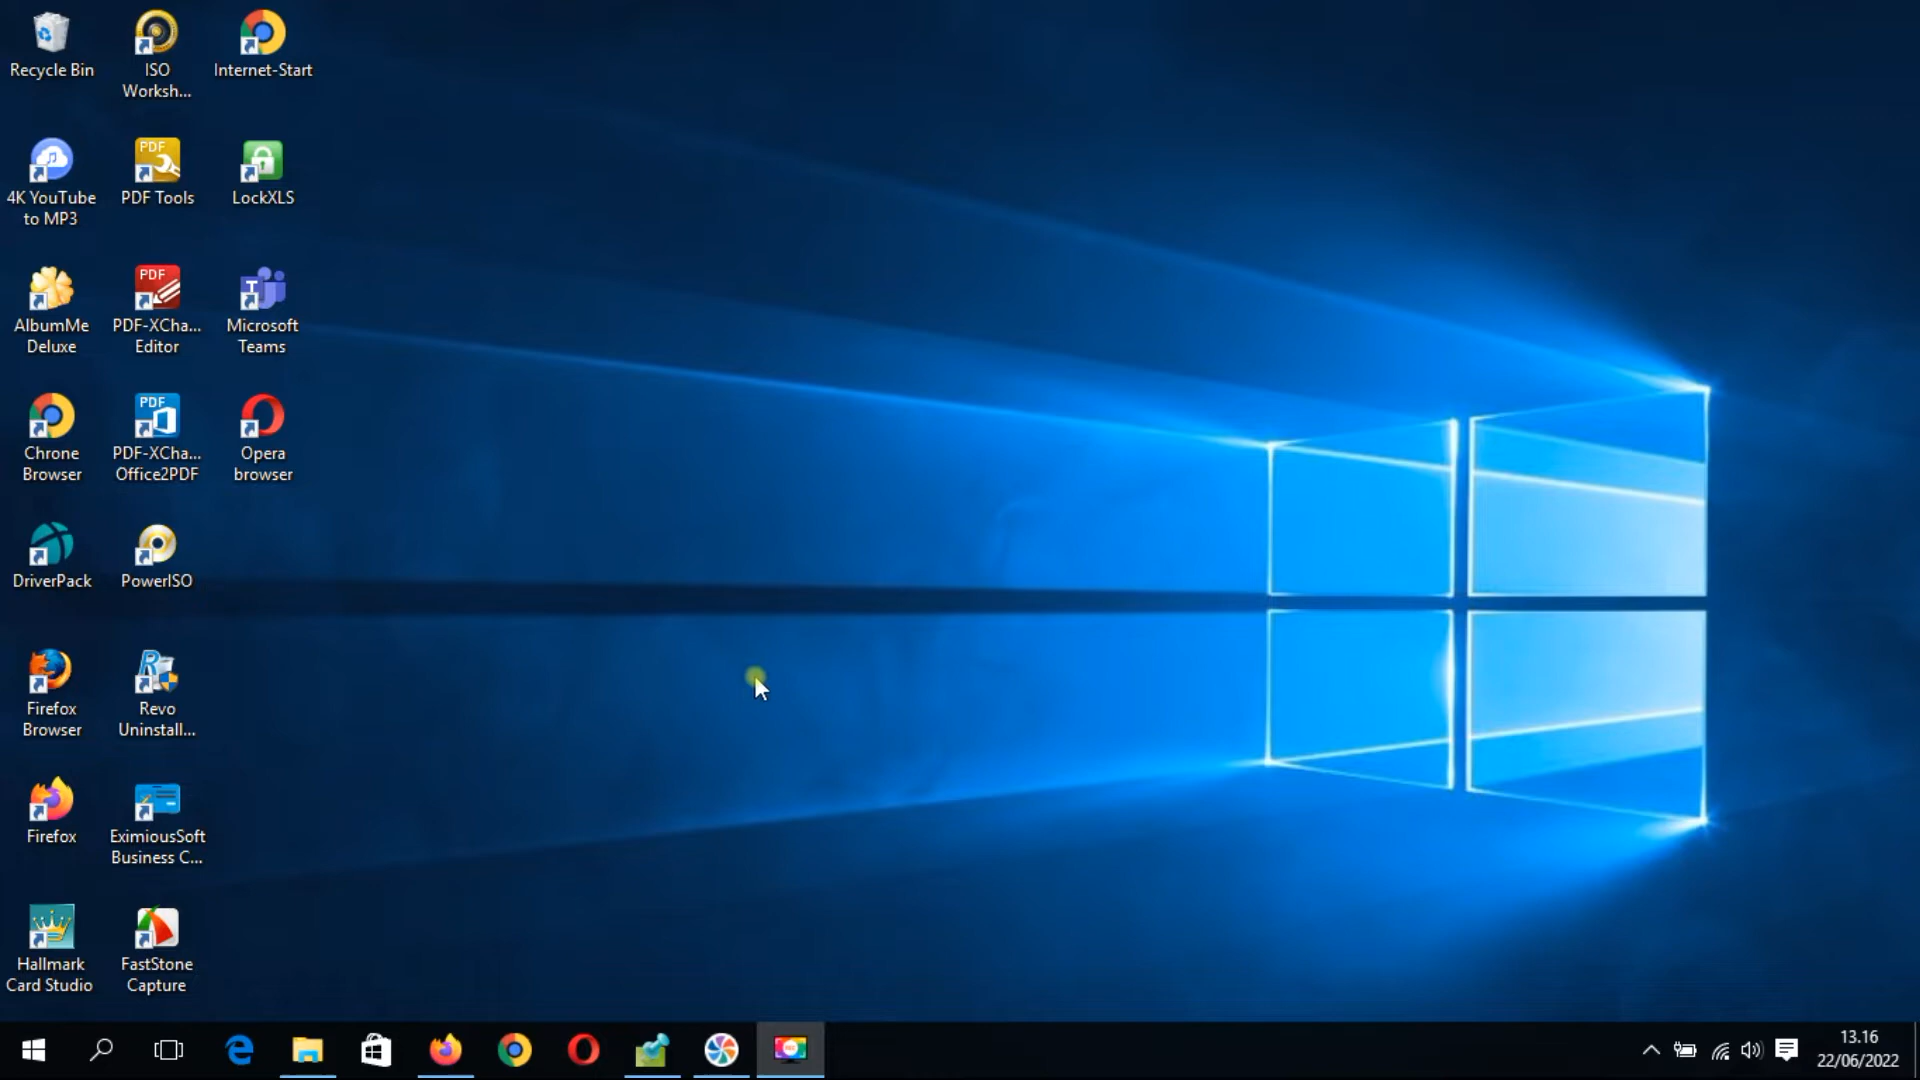 Recycle Bin
ISO
Worksh...
Internet-Start
4K YouTube
to MP3
PDF
PDF Tools
LockXLS
AlbumMe
Deluxe
PDF
PDF-XCha...
Editor
T
Microsoft
Teams
Chrome
Browser
PDF
PDF-XCha...
Office2PDF
Opera
browser
DriverPack
PowerISO
Firefox
Browser
R
Revo
Uninstall...
Firefox
EximiousSoft
Business C...
Hallmark
Card Studio
FastStone
Capture
13.16
22/06/2022